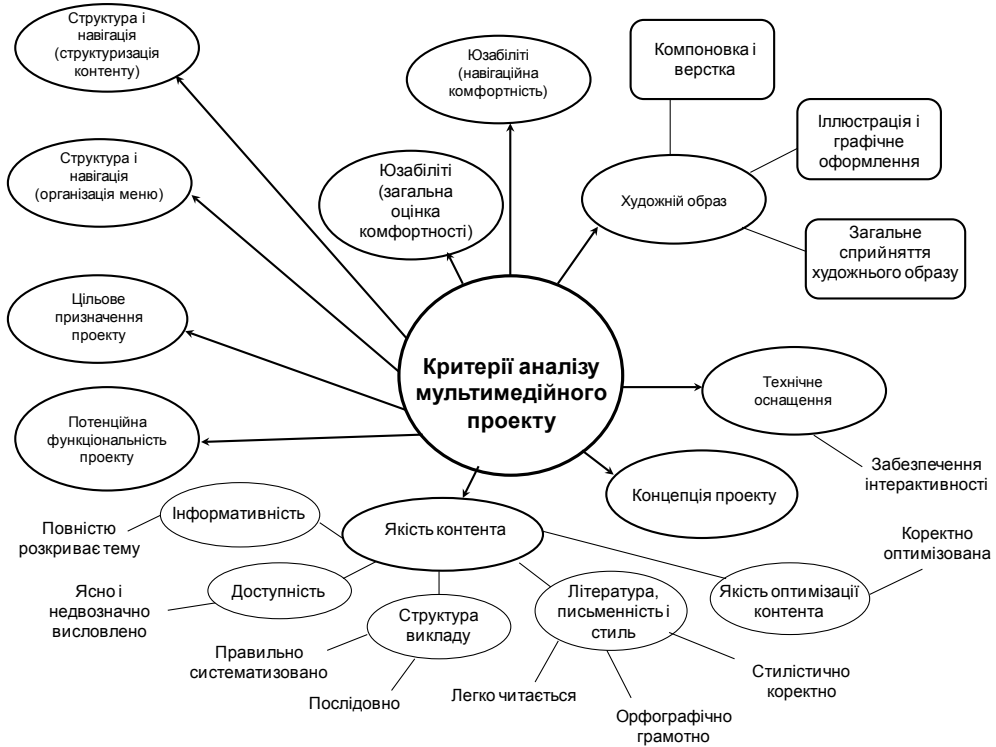 Структура і
навігація
(структуризація
контенту)
Юзабіліті
(навігаційна
комфортність)
Компоновка і
верстка
Іллюстрація і
графічне
оформлення
Структура і
навігація
(організація меню)
Юзабіліті
(загальна
оцінка
комфортності)
Художній образ
Загальне
сприйняття
художнього образу
Цільове
призначення
проекту
Критерії аналізу
мультимедійного
проекту
Технічне
оснащення
Потенційна
функціональність
проекту
Забезпечення
інтерактивності
Концепція проекту
Якість контента
Інформативність
Повністю
розкриває тему
Коректно
оптимізована
Доступність
Ясно і
недвозначно
висловлено
Структура
викладу
Література,
письменність і
стиль
Якість оптимізації
контента
Правильно
систематизовано
Послідовно
Легко читається
Орфографічно
грамотно
Стилістично
коректно